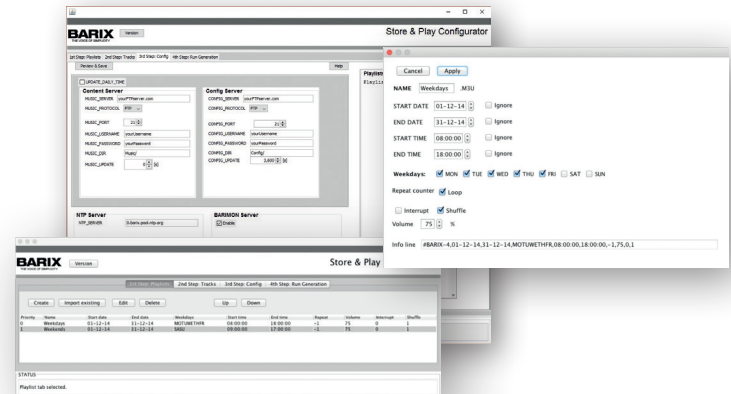 BARIX
THE VOICE OF SIMPLICITY
Version
Store & Play Configurator
1st Step: Playlists 2nd Step: Tracks 3rd Step: Config 4th Step: Run Generation
Preview & Save
Help
UPDATE_DAILY_TIME
Content Server
MUSIC_SERVER yourFTPserver.com
MUSIC_PROTOCOL FTP
MUSIC_PORT 21
MUSIC_USERNAME yourUsername
MUSIC_PASSWORD yourPassword
MUSIC_DIR Music/
MUSIC_UPDATE 0 [s]
Config Server
CONFIG_SERVER yourFTPserver.com
CONFIG_PROTOCOL FTP
CONFIG_PORT 21
CONFIG_USERNAME yourUsername
CONFIG_PASSWORD yourPassword
CONFIG_DIR Config/
CONFIG_UPDATE 3,600 [s]
NTP Server
NTP_SERVER 0.barix.pool.ntp.org
BARIMON Server
Enable
Cancel Apply
NAME Weekdays .M3U
START DATE 01-12-14 Ignore
END DATE 31-12-14 Ignore
START TIME 08:00:00 Ignore
END TIME 18:00:00 Ignore
Weekdays: MON TUE WED THU FRI SAT SUN
Repeat counter Loop
Interrupt Shuffle
Volume 75 %
Info line #BARIX-4,01-12-14,31-12-14,MOTUWETHFR,08:00:00,18:00:00,-1,75,0,1
BARIX
THE VOICE OF SIMPLICITY
Version
Store & Play
1st Step: Playlists 2nd Step: Tracks 3rd Step: Config 4th Step: Run Generation
Create Import existing Edit Delete Up Down
Priority Name Start date End date Weekdays Start time End time Repeat Volume Interrupt Shuffle
0 Weekdays 01-12-14 31-12-14 MOTUWETHFR 08:00:00 18:00:00 -1 75 0 1
1 Weekends 01-12-14 31-12-14 SASU 09:00:00 17:00:00 -1 75 0 1
STATUS
Playlist tab selected.